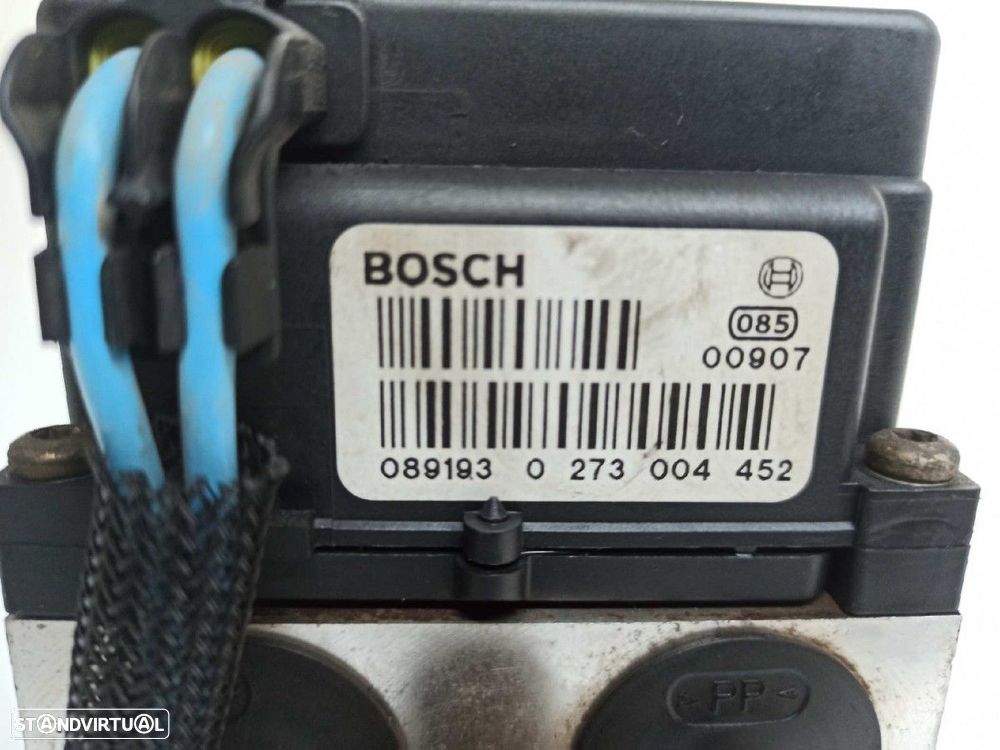 BOSCH
085
00907
089193 0 273 004 452
> PP <
STANDVIRTUAL